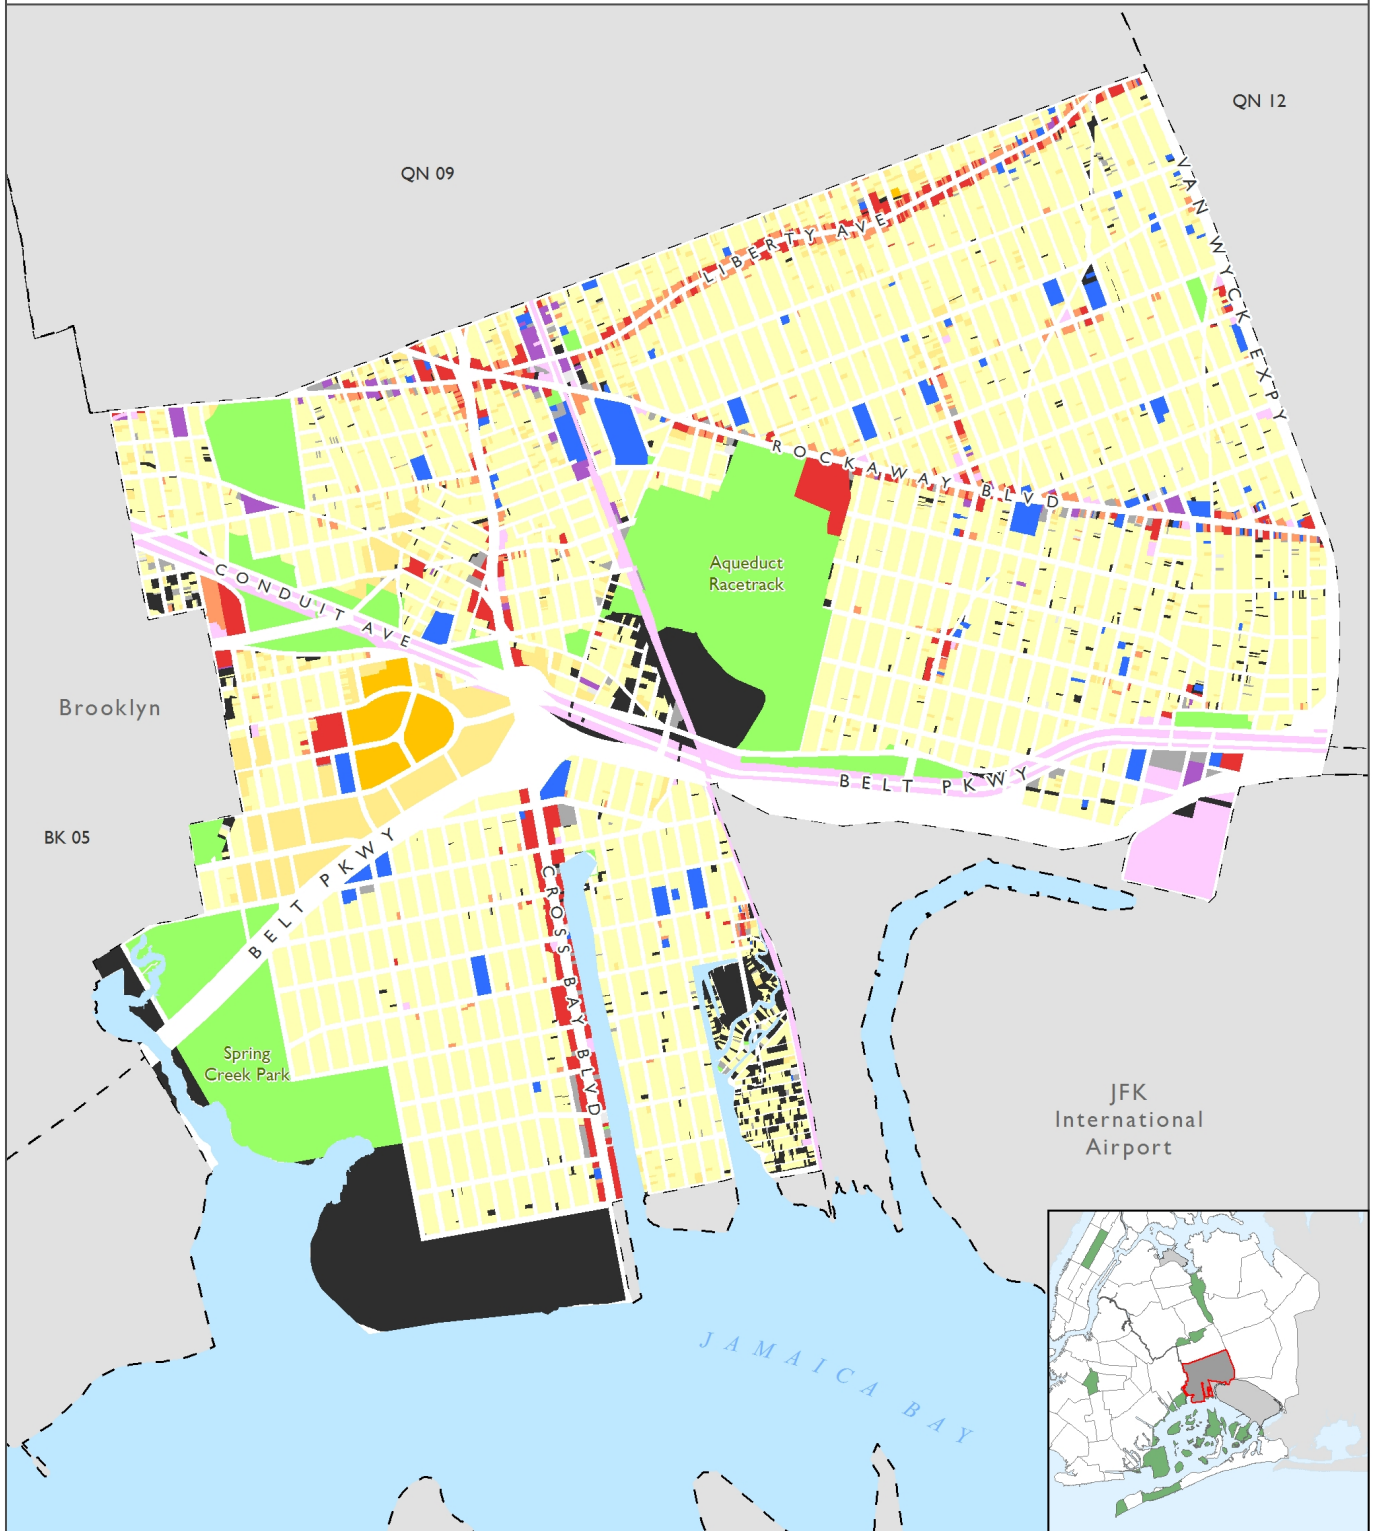 QN 12
QN 09
VAN WYCK EXPY
LIBERTY AVE
ROCKAWAY BLVD
Aqueduct
Racetrack
CONDUIT AVE
Brooklyn
BELT PKWY
BK 05
BELT PKWY
CROSS BAY BLVD
Spring
Creek Park
JFK
International
Airport
JAMAICA BAY